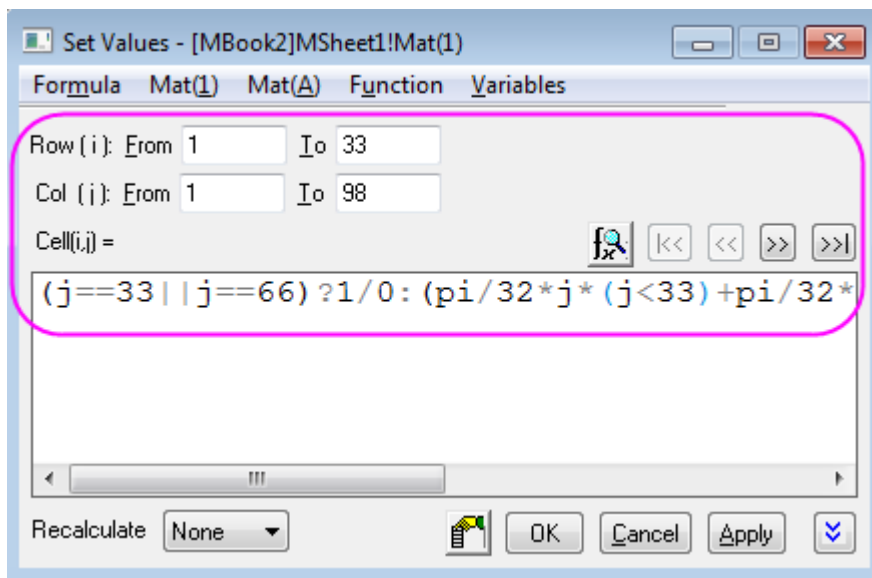 Set Values - [MBook2]MSheet1!Mat(1)
Formula Mat(1) Mat(A) Function Variables
Row (i): From 1 To 33
Col (j): From 1 To 98
Cell(i,j) =
(j==33||j==66)?1/0:(pi/32*j*(j<33)+pi/32*
Recalculate None OK Cancel Apply